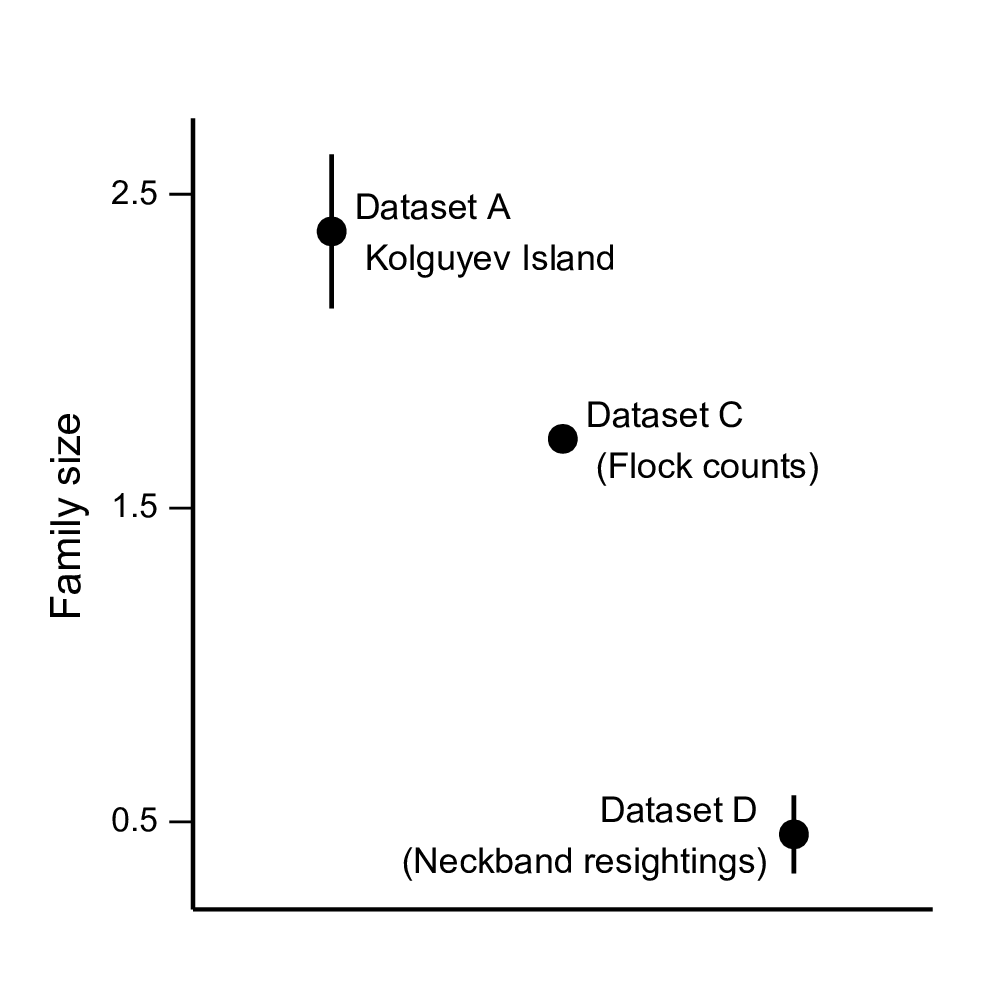 2.5
Dataset A
Kolguyev Island
Dataset C
(Flock counts)
Family size
1.5
Dataset D
0.5
(Neckband resightings)